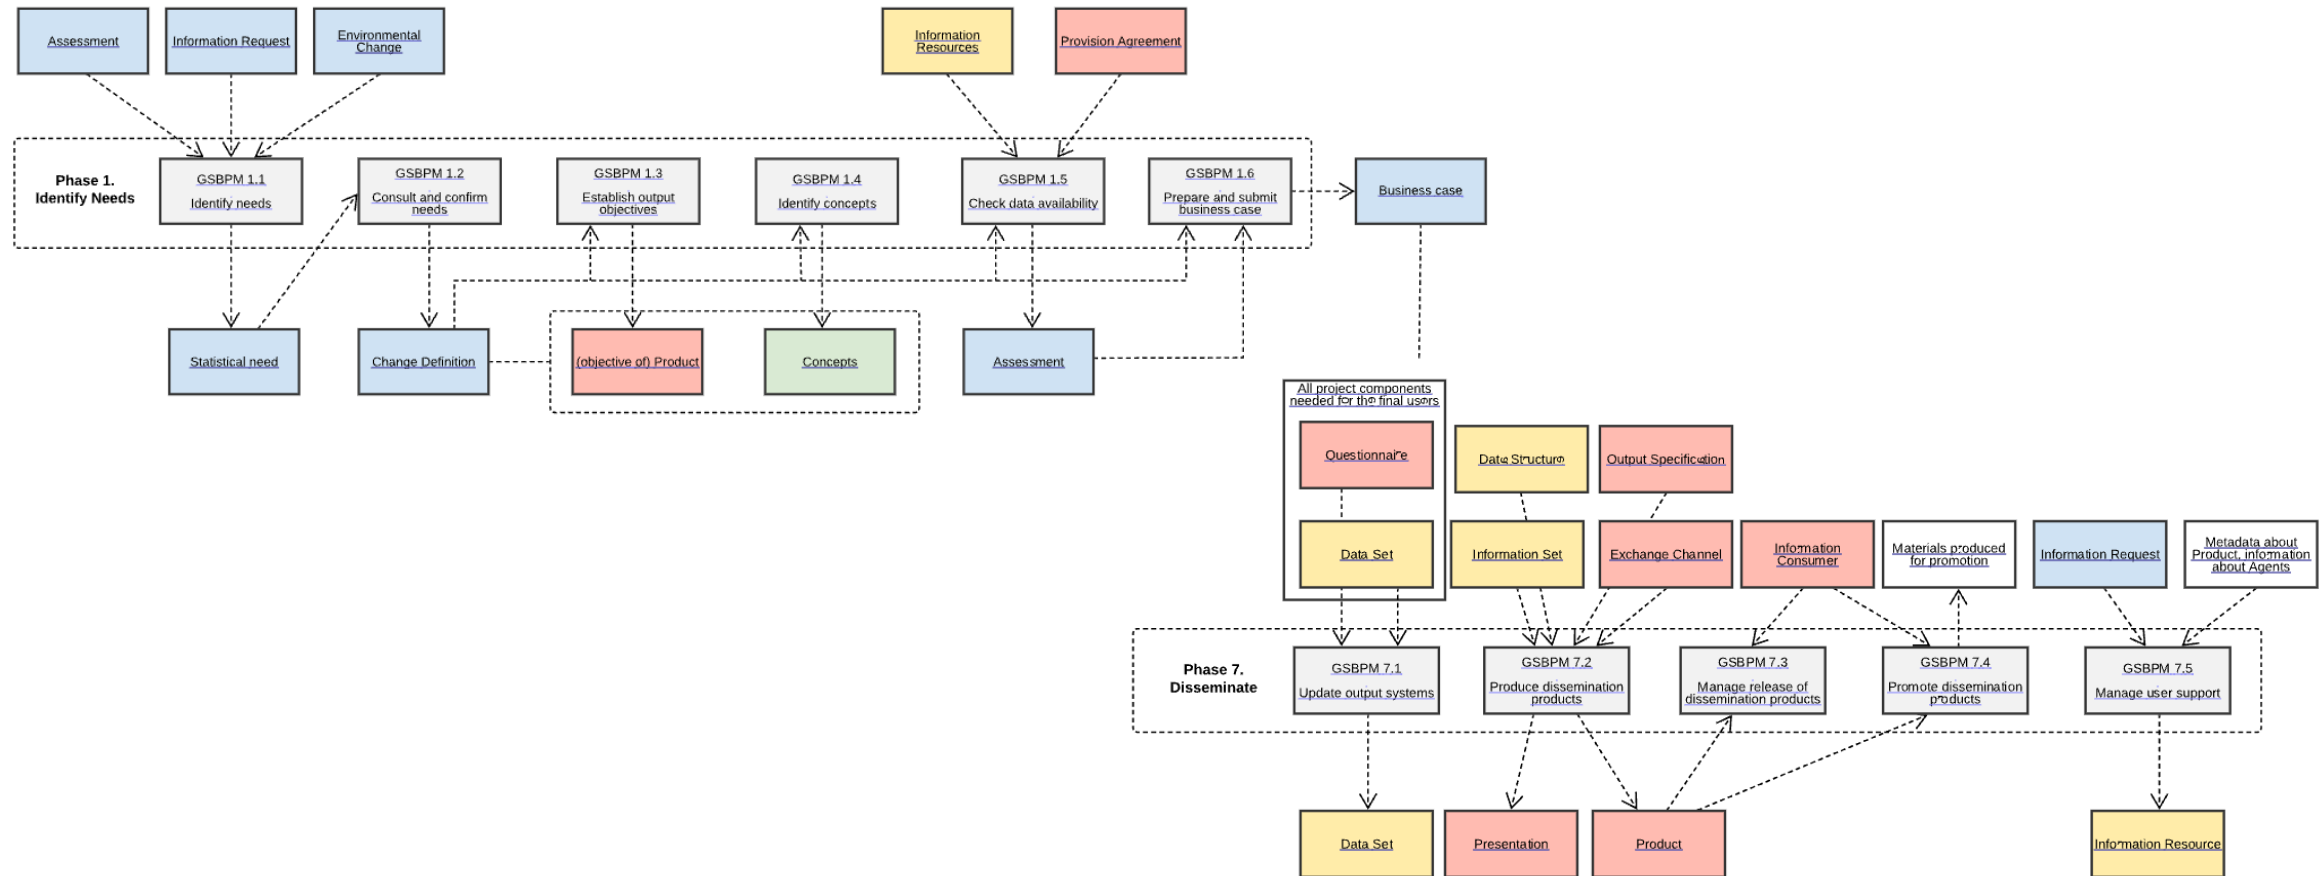 Assessment
Information Request
Environmental
Change
Information
Resources
Provision Agreement
Phase 1.
Identify Needs
GSBPM 1.1
Identify needs
GSBPM 1.2
Consult and confirm
needs
GSBPM 1.3
Establish output
objectives
GSBPM 1.4
Identify concepts
GSBPM 1.5
Check data availability
GSBPM 1.6
Prepare and submit
business case
Business case
Statistical need
Change Definition
(objective of) Product
Concepts
Assessment
All project components
needed for the final users
Questionnaire
Data Structure
Output Specification
Data Set
Information Set
Exchange Channel
Information
Consumer
Materials produced
for promotion
Information Request
Metadata about
Product, information
about Agents
Phase 7.
Disseminate
GSBPM 7.1
Update output systems
GSBPM 7.2
Produce dissemination
products
GSBPM 7.3
Manage release of
dissemination products
GSBPM 7.4
Promote dissemination
products
GSBPM 7.5
Manage user support
Data Set
Presentation
Product
Information Resource